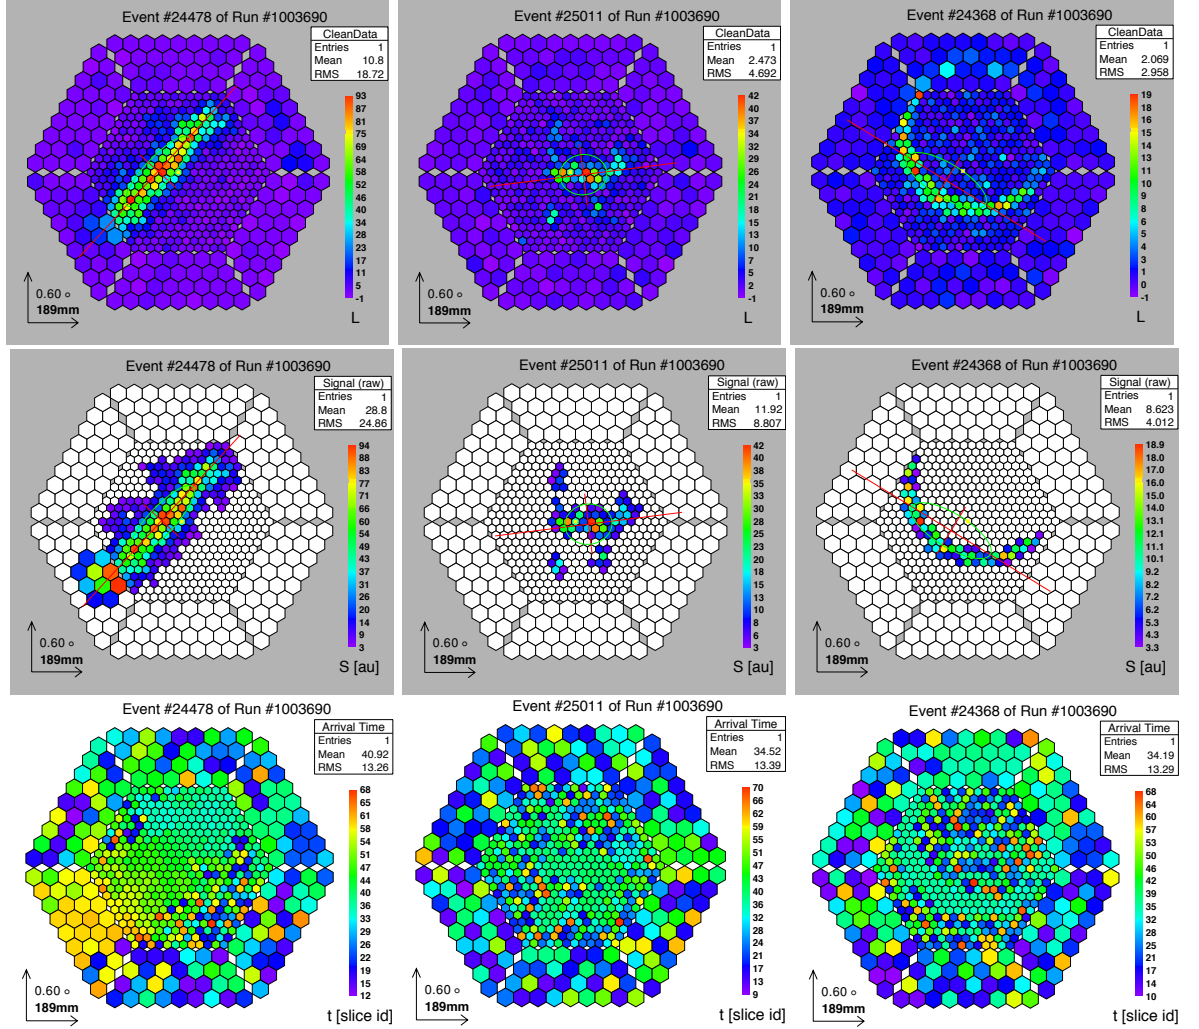 Event #24478 of Run #1003690
CleanData
Entries 1
Mean 10.8
RMS 18.72
93
87
81
75
69
64
58
52
46
40
34
28
23
17
11
5
-1
L
0.60 °
189mm
Event #25011 of Run #1003690
CleanData
Entries 1
Mean 2.473
RMS 4.692
42
40
37
34
32
29
26
24
21
18
15
13
10
7
5
2
-1
L
0.60 °
189mm
Event #24368 of Run #1003690
CleanData
Entries 1
Mean 2.069
RMS 2.958
19
18
16
15
14
13
11
10
9
8
6
5
4
3
1
0
-1
L
0.60 °
189mm
Event #24478 of Run #1003690
Signal (raw)
Entries 1
Mean 28.8
RMS 24.86
94
88
83
77
71
66
60
54
48
43
37
31
26
20
14
9
3
S [au]
0.60 °
189mm
Event #25011 of Run #1003690
Signal (raw)
Entries 1
Mean 11.92
RMS 8.807
42
40
38
35
33
30
28
25
23
20
18
15
13
10
8
6
3
S [au]
0.60 °
189mm
Event #24368 of Run #1003690
Signal (raw)
Entries 1
Mean 8.623
RMS 4.012
18.9
18.0
17.0
16.0
15.0
14.0
13.1
12.1
11.1
10.1
9.2
8.2
7.2
6.2
5.3
4.3
3.3
S [au]
0.60 °
189mm
Event #24478 of Run #1003690
Arrival Time
Entries 1
Mean 40.92
RMS 13.26
68
65
61
58
54
51
47
44
40
36
33
29
26
22
19
15
12
t [slice id]
0.60 °
189mm
Event #25011 of Run #1003690
Arrival Time
Entries 1
Mean 34.52
RMS 13.39
70
66
62
59
55
51
47
43
40
36
32
28
24
21
17
13
9
t [slice id]
0.60 °
189mm
Event #24368 of Run #1003690
Arrival Time
Entries 1
Mean 34.19
RMS 13.29
68
64
60
57
53
50
46
42
39
35
32
28
25
21
17
14
10
t [slice id]
0.60 °
189mm